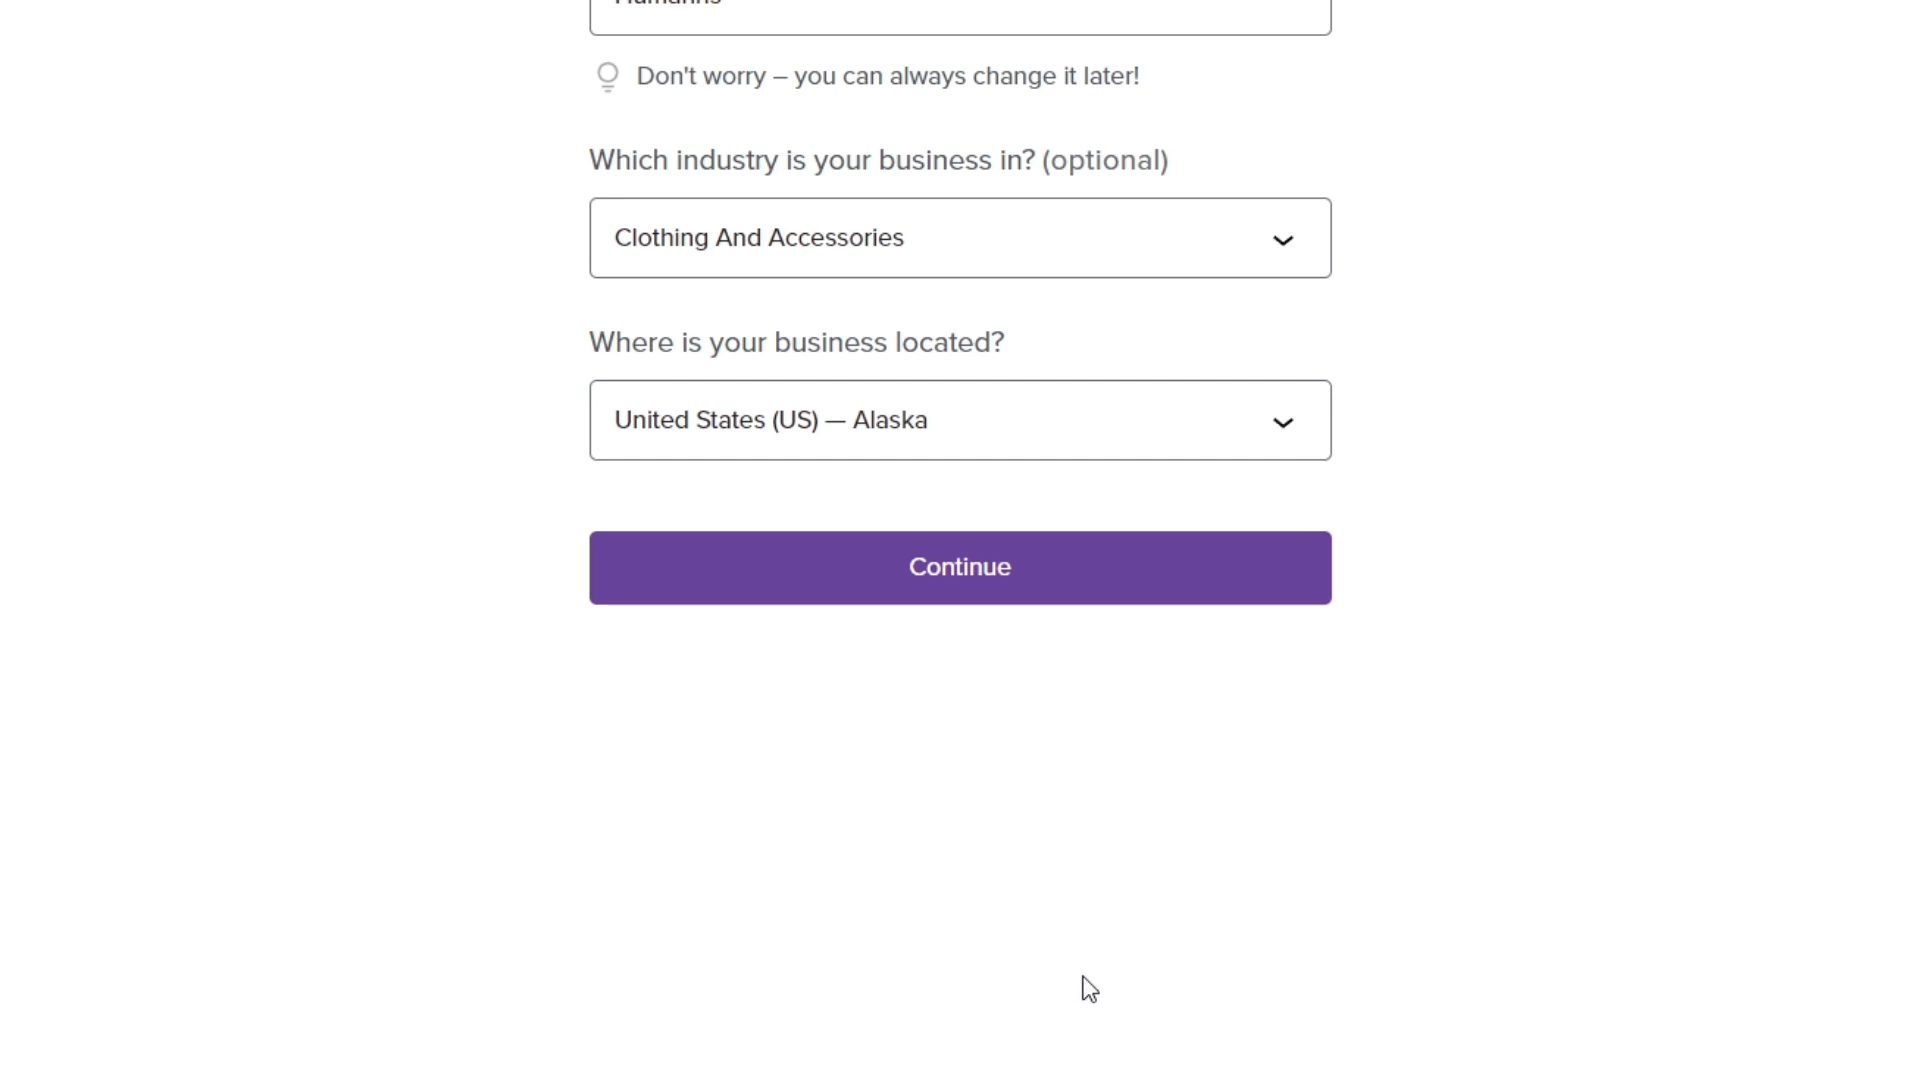 Don't worry – you can always change it later!
Which industry is your business in? (optional)
Clothing And Accessories
Where is your business located?
United States (US) — Alaska
Continue